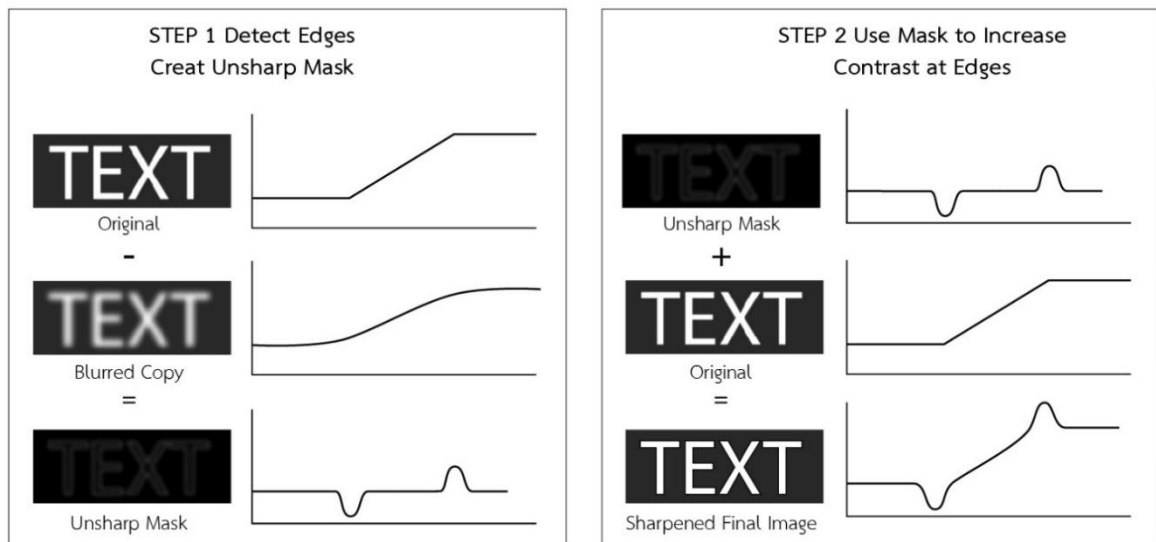 STEP 1 Detect Edges
Creat Unsharp Mask
TEXT
Original
-
TEXT
Blurred Copy
=
TEXT
Unsharp Mask
STEP 2 Use Mask to Increase
Contrast at Edges
TEXT
Unsharp Mask
+
TEXT
Original
=
TEXT
Sharpened Final Image